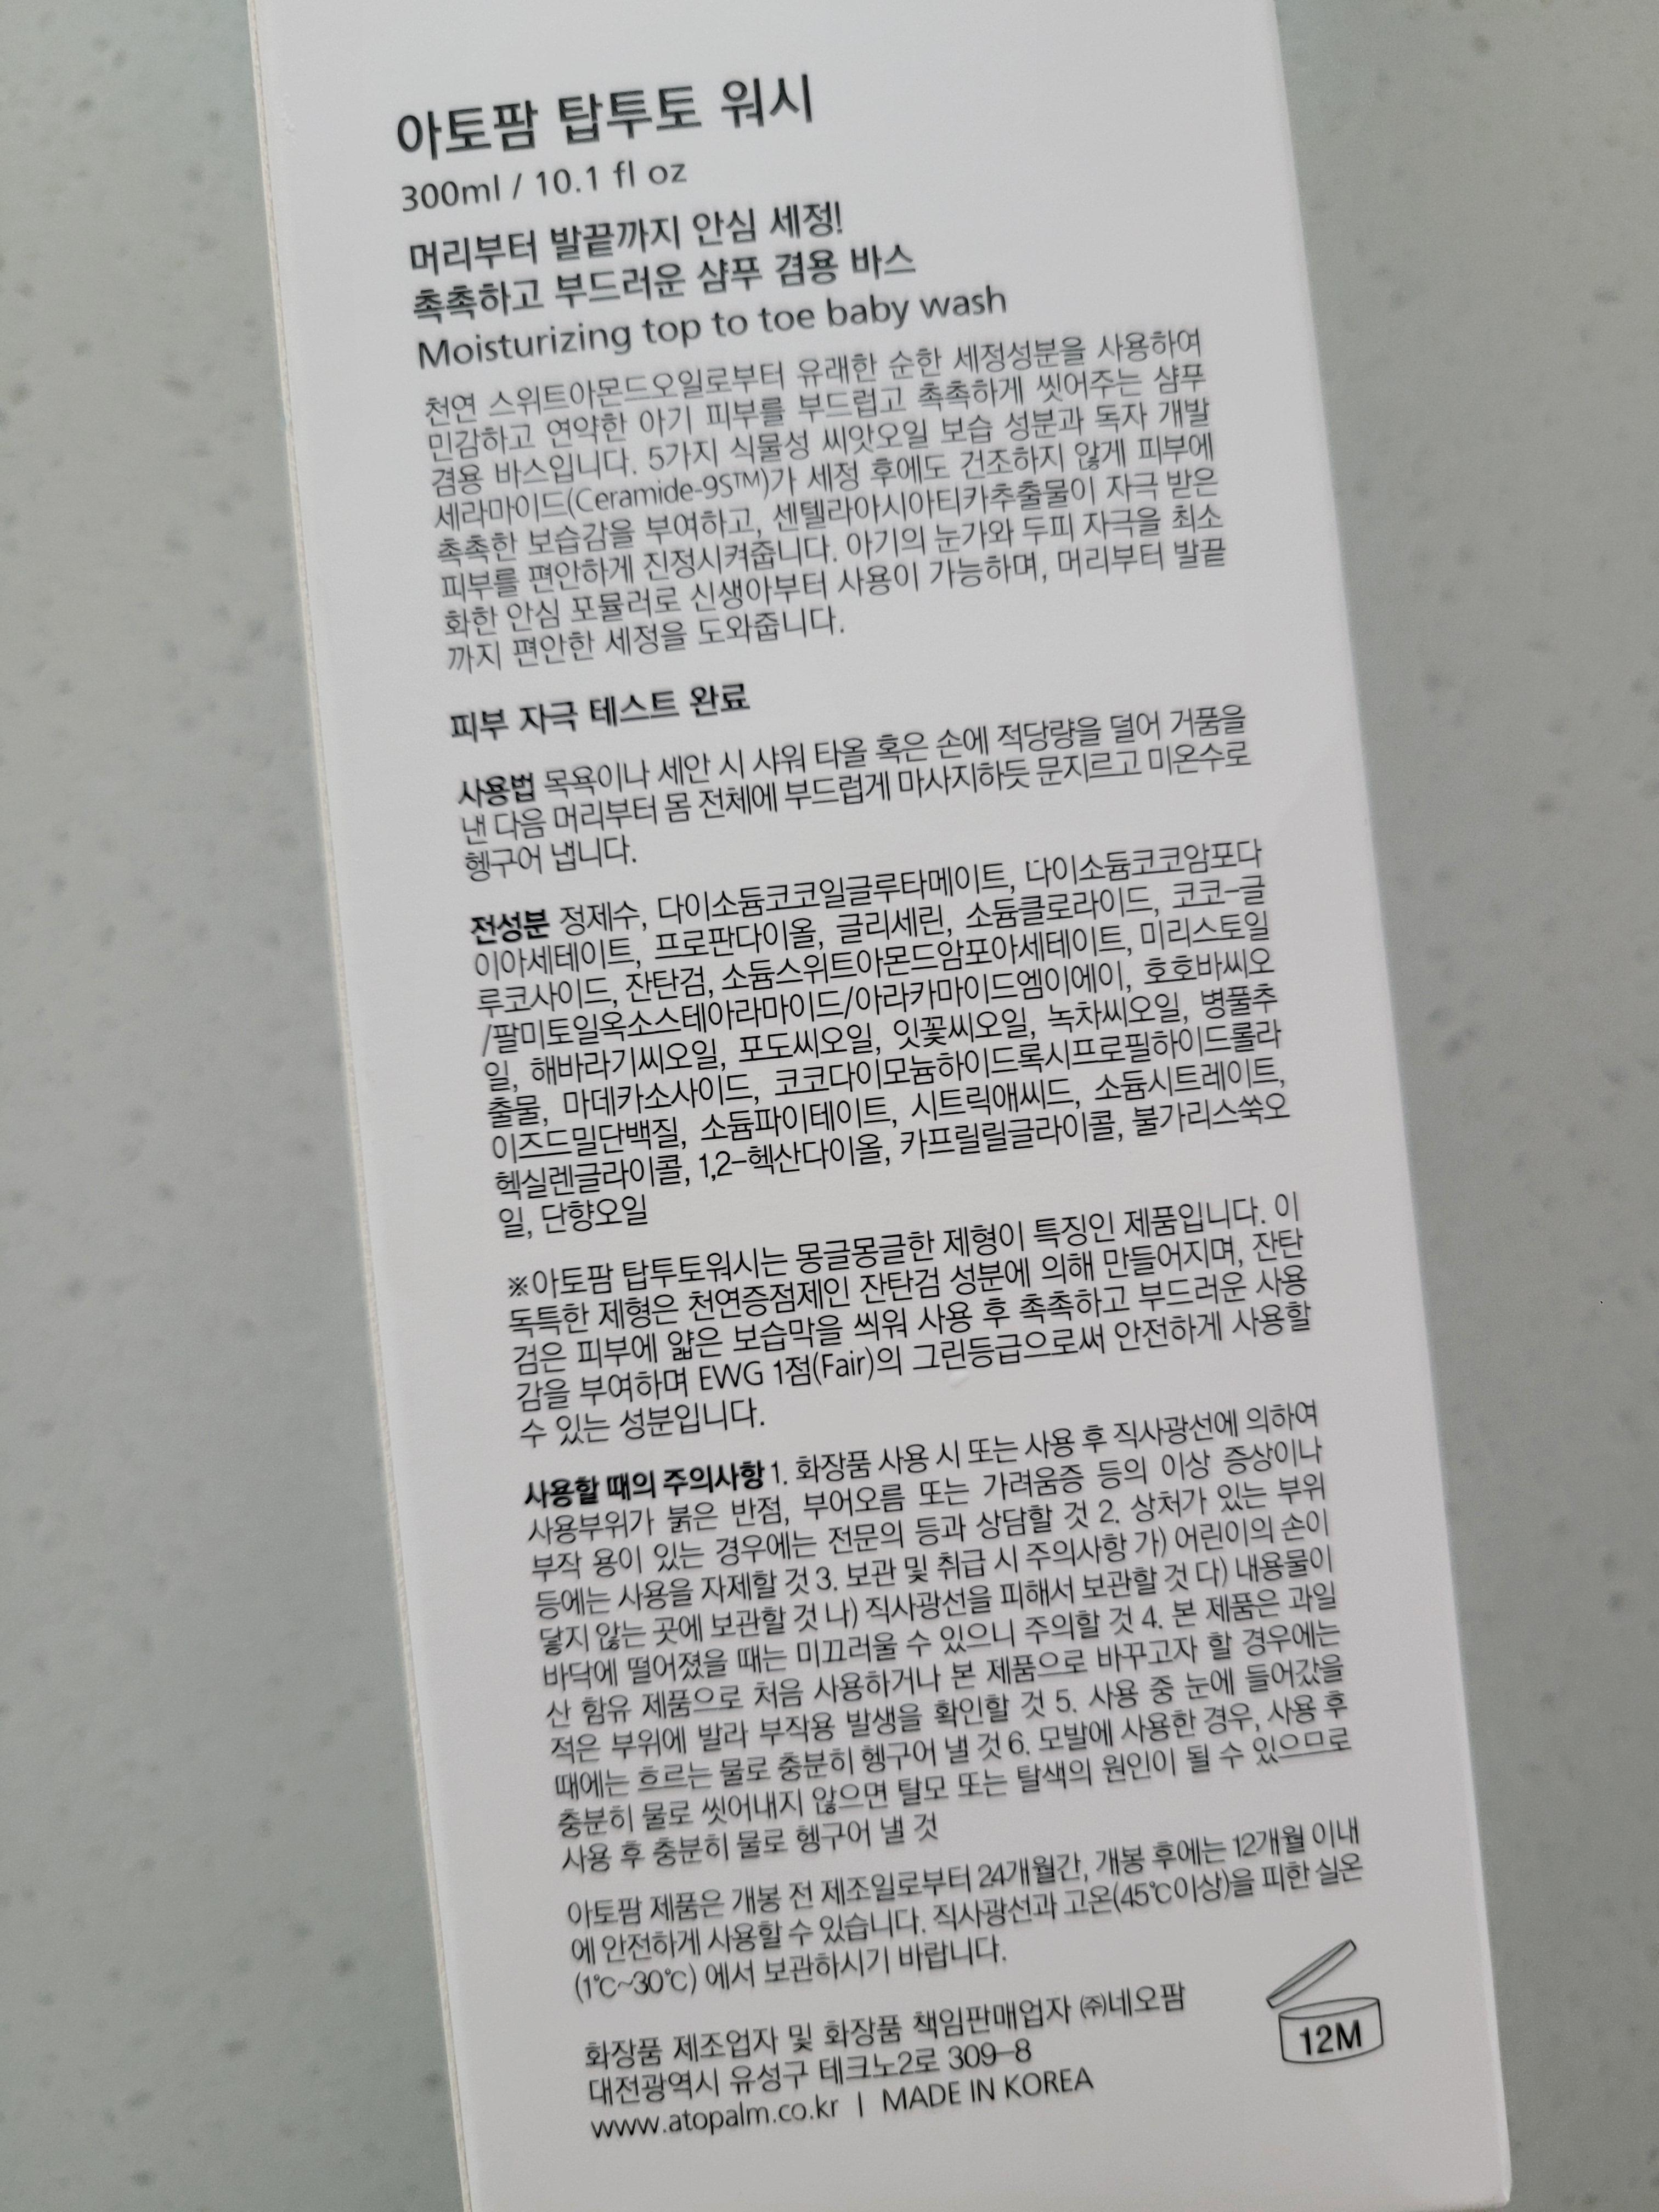 아토팜 탑투토 워시
300ml / 10.1 fl oz
머리부터 발끝까지 안심 세정!
촉촉하고 부드러운 샴푸 겸용 바스
Moisturizing top to toe baby wash
천연 스위트아몬드오일로부터 유래한 순한 세정성분을 사용하여
민감하고 연약한 아기 피부를 부드럽고 촉촉하게 씻어주는 샴푸
겸용 바스입니다. 5가지 식물성 씨앗오일 보습 성분과 독자 개발
세라마이드(Ceramide-9S™)가 세정 후에도 건조하지 않게 피부에
촉촉한 보습감을 부여하고, 센텔라아시아티카추출물이 자극 받은
피부를 편안하게 진정시켜줍니다. 아기의 눈가와 두피 자극을 최소
화한 안심 포뮬러로 신생아부터 사용이 가능하며, 머리부터 발끝
까지 편안한 세정을 도와줍니다.
피부 자극 테스트 완료
사용법 목욕이나 세안 시 샤워 타올 혹은 손에 적당량을 덜어 거품을
낸 다음 머리부터 몸 전체에 부드럽게 마사지하듯 문지르고 미온수로
헹구어 냅니다.
전성분 정제수, 다이소듐코코일글루타메이트, 다이소듐코코암포다
이아세테이트, 프로판다이올, 글리세린, 소듐클로라이드, 코코-글
루코사이드, 잔탄검, 소듐스위트아몬드암포아세테이트, 미리스토일
/팔미토일옥소스테아라마이드/아라카마이드엠이에이, 호호바씨오
일, 해바라기씨오일, 포도씨오일, 잇꽃씨오일, 녹차씨오일, 병풀추
출물, 마데카소사이드, 코코다이모늄하이드록시프로필하이드롤라
이즈드밀단백질, 소듐파이테이트, 시트릭애씨드, 소듐시트레이트,
헥실렌글라이콜, 1,2-헥산다이올, 카프릴릴글라이콜, 불가리스쑥오
일, 단향오일
※아토팜 탑투토워시는 몽글몽글한 제형이 특징인 제품입니다. 이
독특한 제형은 천연증점제인 잔탄검 성분에 의해 만들어지며, 잔탄
검은 피부에 얇은 보습막을 씌워 사용 후 촉촉하고 부드러운 사용
감을 부여하며 EWG 1점(Fair)의 그린등급으로써 안전하게 사용할
수 있는 성분입니다.
사용할 때의 주의사항 1. 화장품 사용 시 또는 사용 후 직사광선에 의하여
사용부위가 붉은 반점, 부어오름 또는 가려움증 등의 이상 증상이나
부작 용이 있는 경우에는 전문의 등과 상담할 것 2. 상처가 있는 부위
등에는 사용을 자제할 것 3. 보관 및 취급 시 주의사항 가) 어린이의 손이
닿지 않는 곳에 보관할 것 나) 직사광선을 피해서 보관할 것 다) 내용물이
바닥에 떨어졌을 때는 미끄러울 수 있으니 주의할 것 4. 본 제품은 과일
산 함유 제품으로 처음 사용하거나 본 제품으로 바꾸고자 할 경우에는
적은 부위에 발라 부작용 발생을 확인할 것 5. 사용 중 눈에 들어갔을
때에는 흐르는 물로 충분히 헹구어 낼 것 6. 모발에 사용한 경우, 사용 후
충분히 물로 씻어내지 않으면 탈모 또는 탈색의 원인이 될 수 있으므로
사용 후 충분히 물로 헹구어 낼 것
아토팜 제품은 개봉 전 제조일로부터 24개월간, 개봉 후에는 12개월 이내
에 안전하게 사용할 수 있습니다. 직사광선과 고온(45℃이상)을 피한 실온
(1℃~30℃) 에서 보관하시기 바랍니다.
화장품 제조업자 및 화장품 책임판매업자 ㈜네오팜
대전광역시 유성구 테크노2로 309-8
www.atopalm.co.kr | MADE IN KOREA
12M